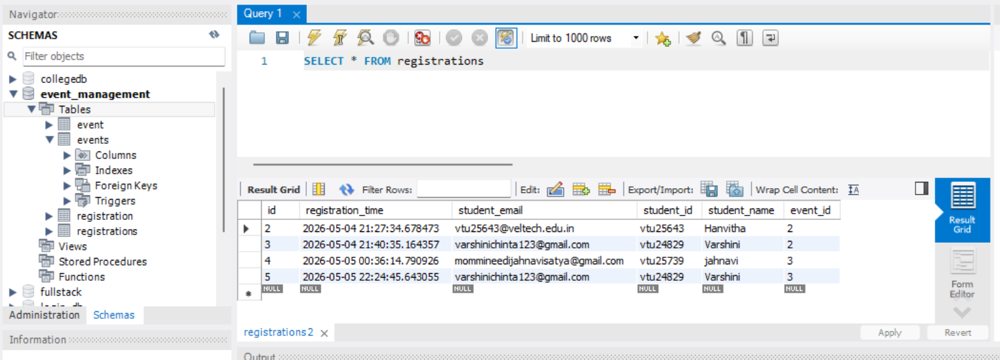 Navigator
SCHEMAS
Filter objects
collegedb
event_management
Tables
event
events
Columns
Indexes
Foreign Keys
Triggers
registration
registrations
Views
Stored Procedures
Functions
fullstack
Administration Schemas
Information
Query 1
Limit to 1000 rows
1 SELECT * FROM registrations
Result Grid Filter Rows: Edit: Export/Import: Wrap Cell Content:
id registration_time student_email student_id student_name event_id
2 2026-05-04 21:27:34.678473 vtu25643@veltech.edu.in vtu25643 Hanvitha 2
3 2026-05-04 21:40:35.164357 varshinichinta123@gmail.com vtu24829 Varshini 2
4 2026-05-05 00:36:14.790926 mommineedijahnavisatya@gmail.com vtu25739 jahnavi 3
5 2026-05-05 22:24:45.643055 varshinichinta123@gmail.com vtu24829 Varshini 3
NULL NULL NULL NULL NULL NULL
Result
Grid
Form
Editor
registrations 2
Apply Revert
Output